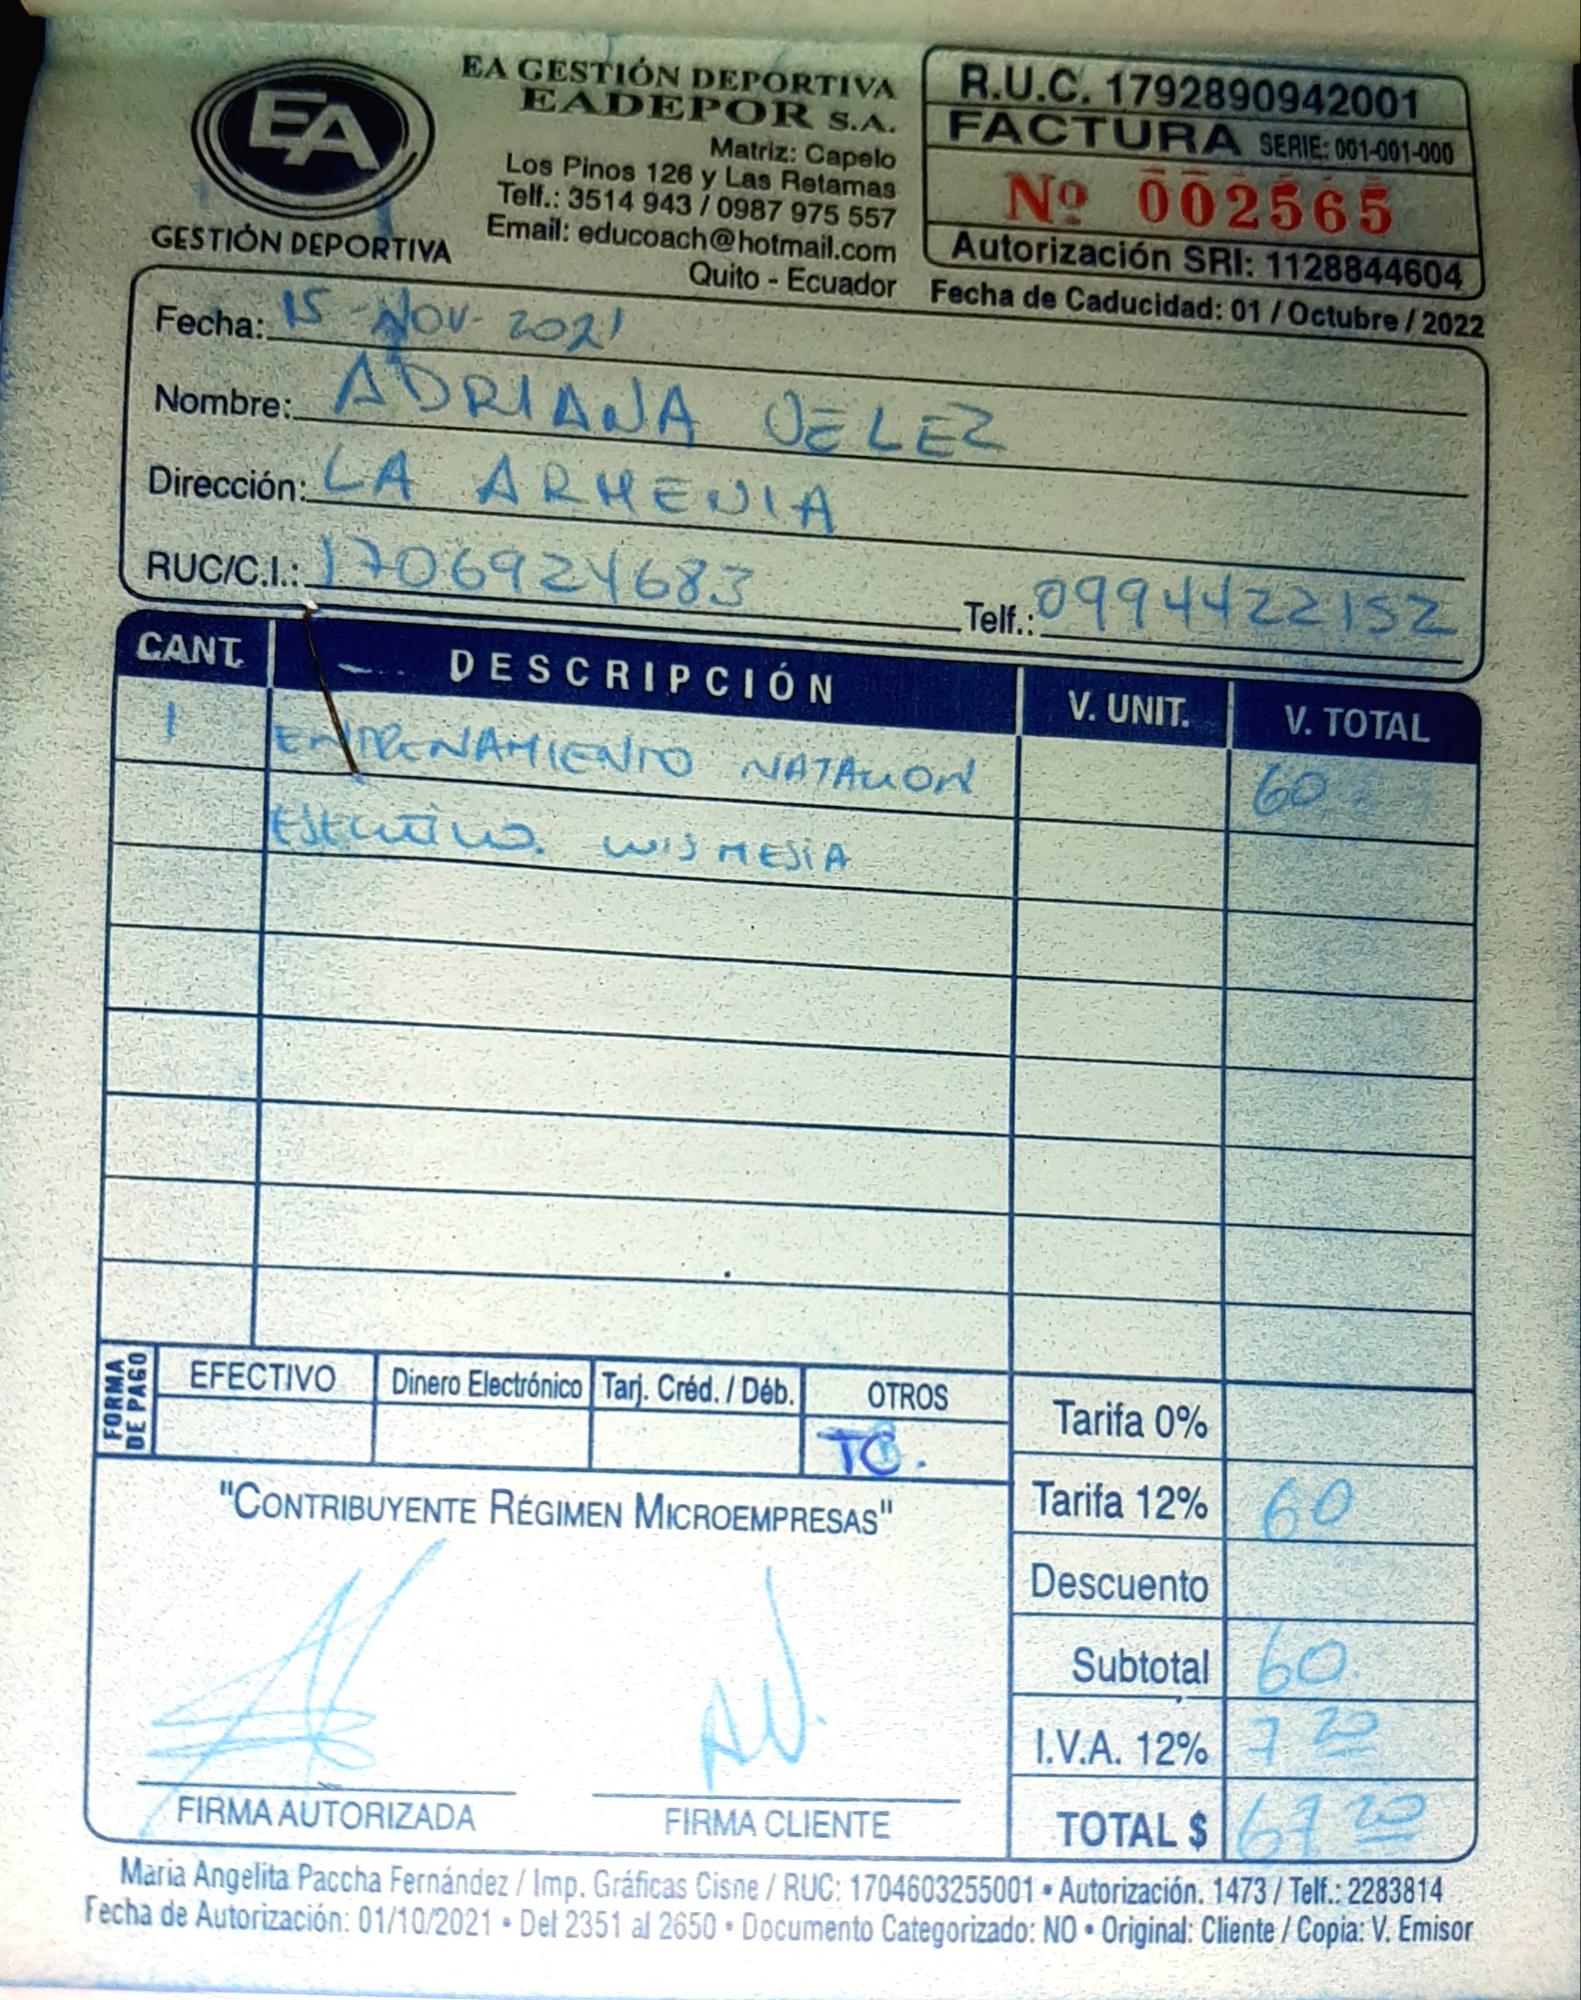 EA
GESTIÓN DEPORTIVA
EA GESTIÓN DEPORTIVA
EADEPOR S.A.
Matriz: Capelo
Los Pinos 126 y Las Retamas
Telf.: 3514 943 / 0987 975 557
Email: educoach@hotmail.com
Quito - Ecuador
R.U.C. 1792890942001
FACTURA SERIE: 001-001-000
Nº 002565
Autorización SRI: 1128844604
Fecha de Caducidad: 01 / Octubre / 2022
Fecha: 15-NOV-2021
Nombre: ADRIANA VELEZ
Dirección: LA ARMENIA
RUC/C.I.: 1706924683 Telf.: 0994422152
CANT. DESCRIPCIÓN V. UNIT. V. TOTAL
1 ENTRENAMIENTO NATACION 60
EJECUTIVO. LUIS MEJIA
FORMA DE PAGO
EFECTIVO Dinero Electrónico Tarj. Créd. / Déb. OTROS
TC.
Tarifa 0%
Tarifa 12% 60
Descuento
Subtotal 60
I.V.A. 12% 7 20
TOTAL $ 67 20
"CONTRIBUYENTE RÉGIMEN MICROEMPRESAS"
AV.
FIRMA AUTORIZADA FIRMA CLIENTE
María Angelita Paccha Fernández / Imp. Gráficas Cisne / RUC: 1704603255001 • Autorización. 1473 / Telf.: 2283814
Fecha de Autorización: 01/10/2021 • Del 2351 al 2650 • Documento Categorizado: NO • Original: Cliente / Copia: V. Emisor